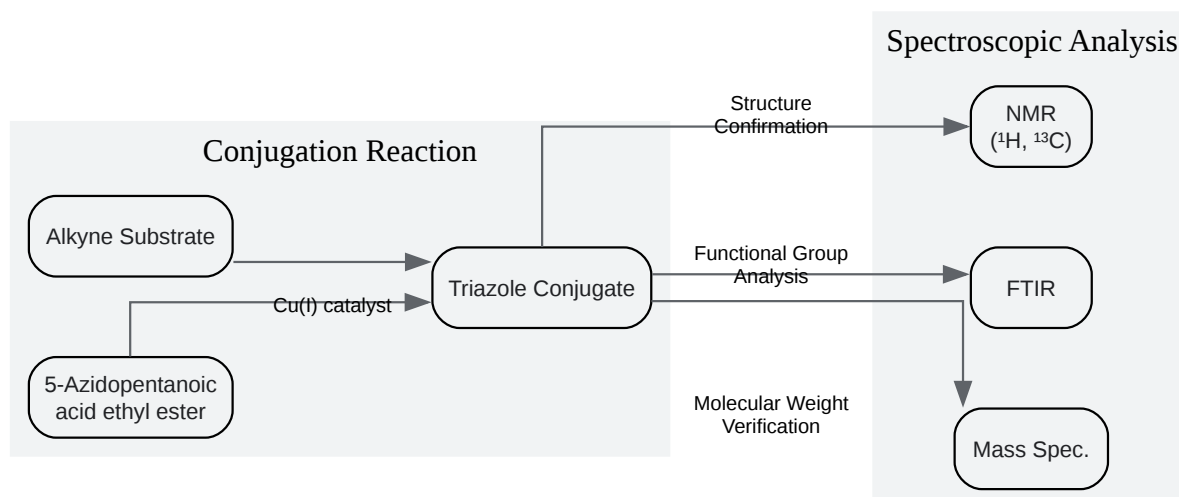 Spectroscopic Analysis
Structure
Confirmation
NMR
(¹H, ¹³C)
Conjugation Reaction
Alkyne Substrate
Functional Group
Analysis
Triazole Conjugate
FTIR
Cu(I) catalyst
5-Azidopentanoic
acid ethyl ester
Molecular Weight
Verification
Mass Spec.